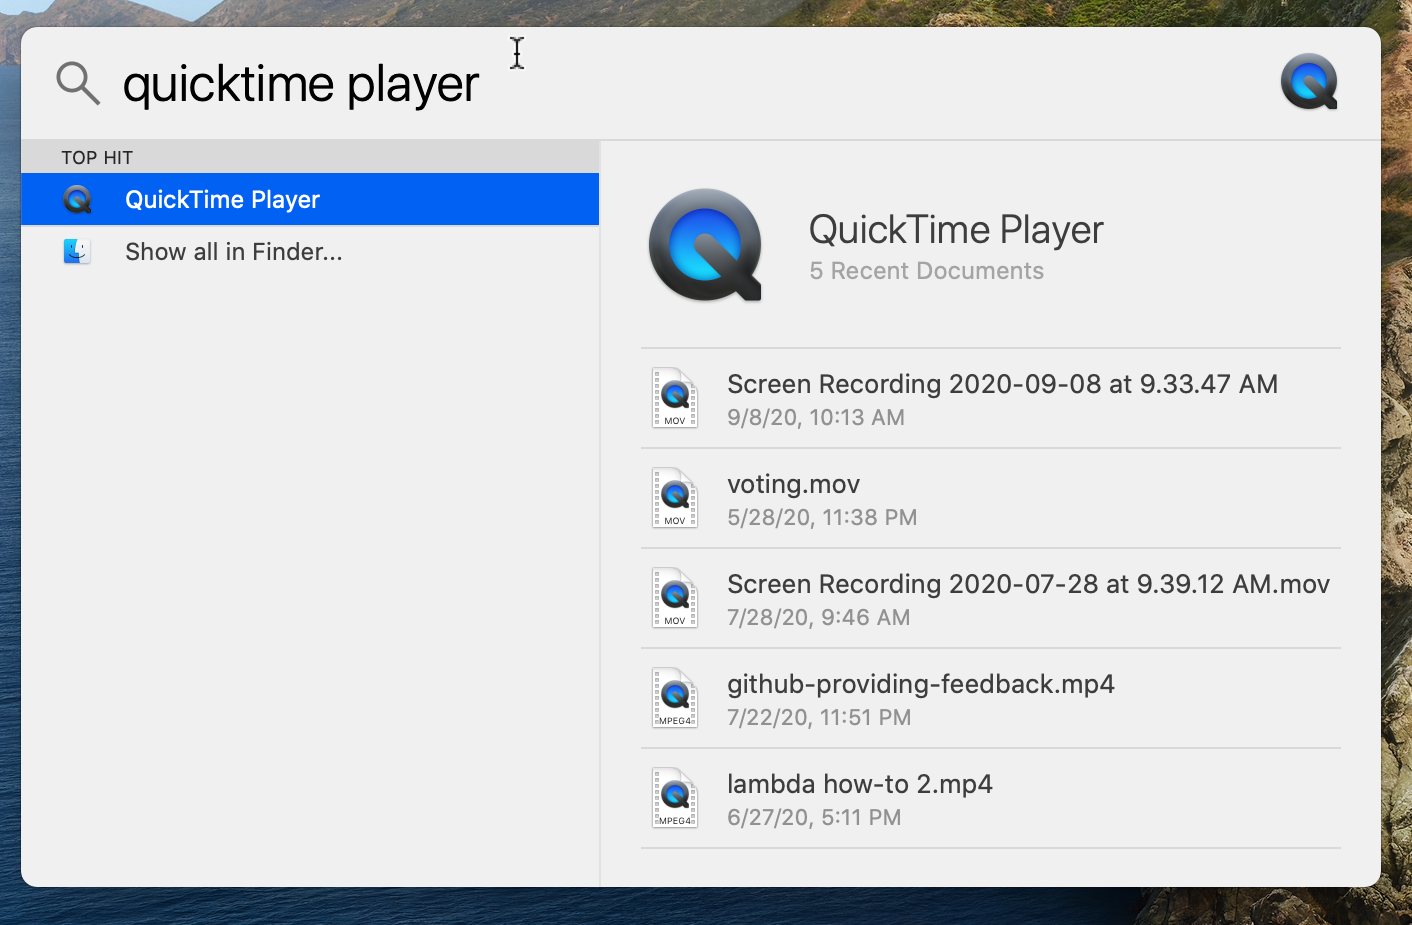 quicktime player
TOP HIT
QuickTime Player
Show all in Finder...
QuickTime Player
5 Recent Documents
Screen Recording 2020-09-08 at 9.33.47 AM
9/8/20, 10:13 AM
MOV
voting.mov
5/28/20, 11:38 PM
MOV
Screen Recording 2020-07-28 at 9.39.12 AM.mov
7/28/20, 9:46 AM
MOV
github-providing-feedback.mp4
7/22/20, 11:51 PM
MPEG4
lambda how-to 2.mp4
6/27/20, 5:11 PM
MPEG4